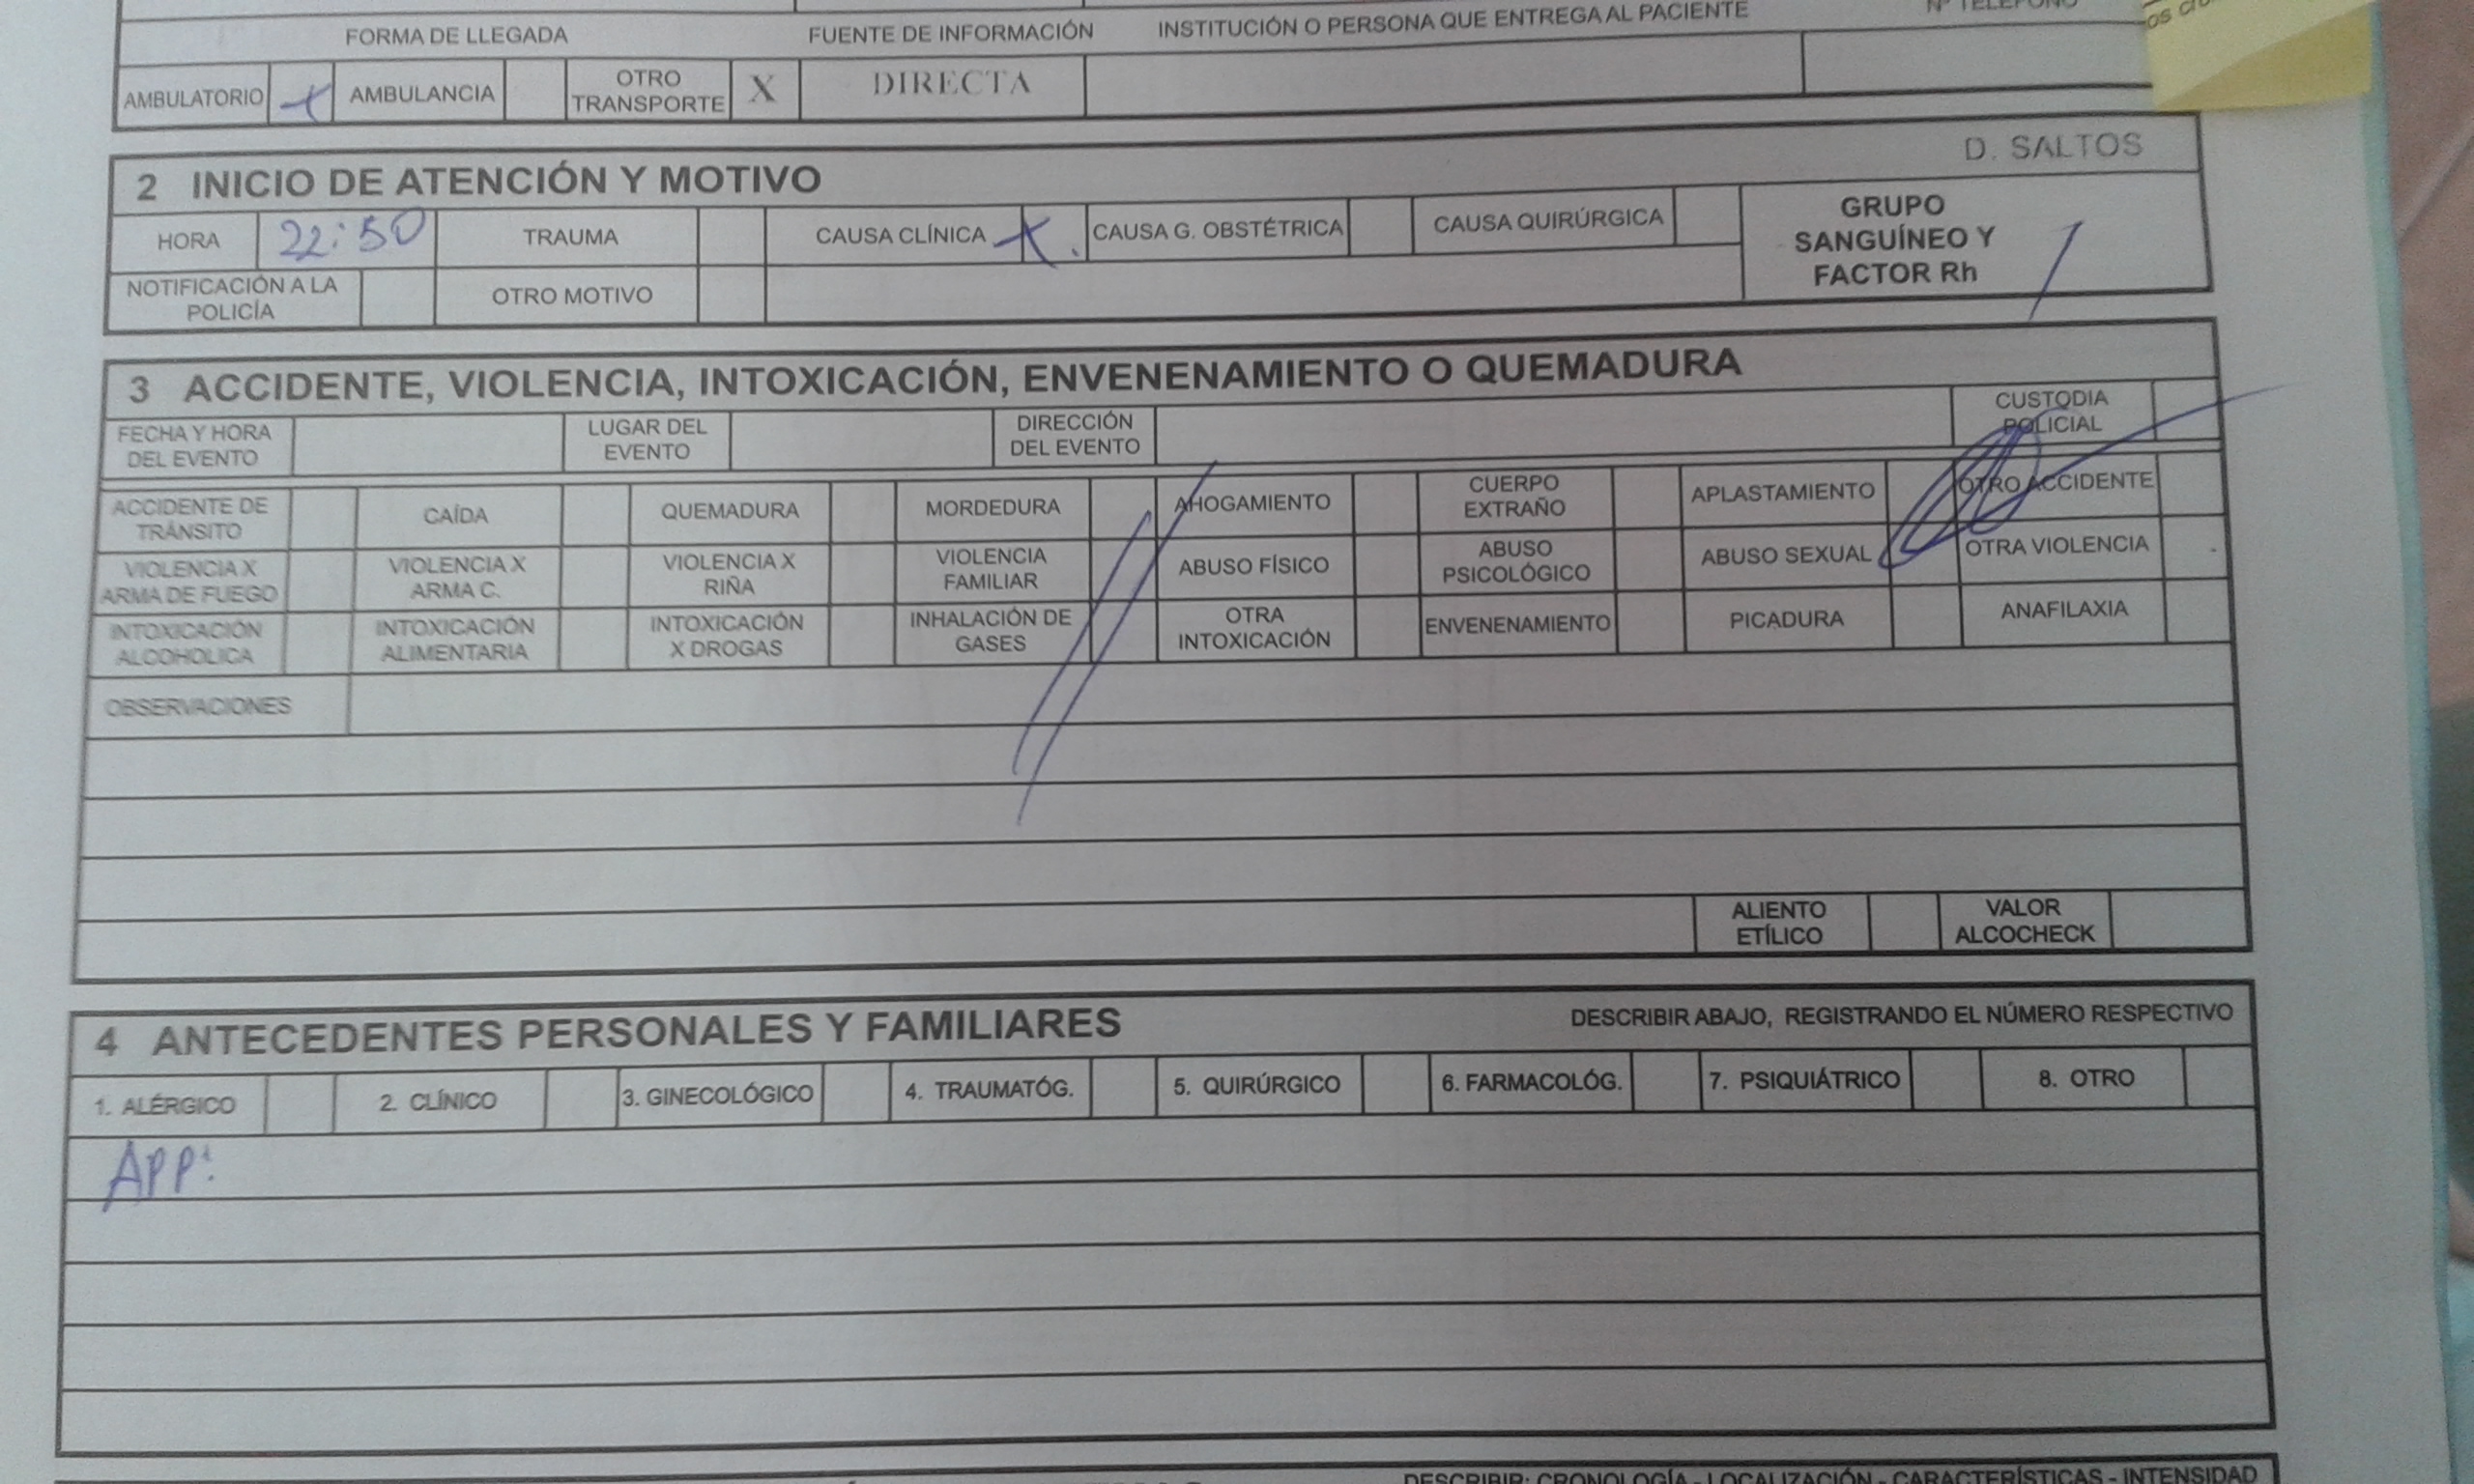 FORMA DE LLEGADA FUENTE DE INFORMACIÓN INSTITUCIÓN O PERSONA QUE ENTREGA AL PACIENTE Nº TELÉFONO
AMBULATORIO X AMBULANCIA OTRO TRANSPORTE X DIRECTA
D. SALTOS
2 INICIO DE ATENCIÓN Y MOTIVO
HORA 22:50 TRAUMA CAUSA CLÍNICA X. CAUSA G. OBSTÉTRICA CAUSA QUIRÚRGICA GRUPO SANGUÍNEO Y FACTOR Rh /
NOTIFICACIÓN A LA POLICÍA OTRO MOTIVO
3 ACCIDENTE, VIOLENCIA, INTOXICACIÓN, ENVENENAMIENTO O QUEMADURA
FECHA Y HORA DEL EVENTO LUGAR DEL EVENTO DIRECCIÓN DEL EVENTO CUSTODIA POLICIAL
ACCIDENTE DE TRÁNSITO CAÍDA QUEMADURA MORDEDURA AHOGAMIENTO CUERPO EXTRAÑO APLASTAMIENTO OTRO ACCIDENTE
VIOLENCIA X ARMA DE FUEGO VIOLENCIA X ARMA C. VIOLENCIA X RIÑA VIOLENCIA FAMILIAR ABUSO FÍSICO ABUSO PSICOLÓGICO ABUSO SEXUAL OTRA VIOLENCIA
INTOXICACIÓN ALCOHOLICA INTOXICACIÓN ALIMENTARIA INTOXICACIÓN X DROGAS INHALACIÓN DE GASES OTRA INTOXICACIÓN ENVENENAMIENTO PICADURA ANAFILAXIA
OBSERVACIONES
ALIENTO ETÍLICO VALOR ALCOCHECK
4 ANTECEDENTES PERSONALES Y FAMILIARES DESCRIBIR ABAJO, REGISTRANDO EL NÚMERO RESPECTIVO
1. ALÉRGICO 2. CLÍNICO 3. GINECOLÓGICO 4. TRAUMATÓG. 5. QUIRÚRGICO 6. FARMACOLÓG. 7. PSIQUIÁTRICO 8. OTRO
APP:
DESCRIBIR: CRONOLOGÍA - LOCALIZACIÓN - CARACTERÍSTICAS - INTENSIDAD